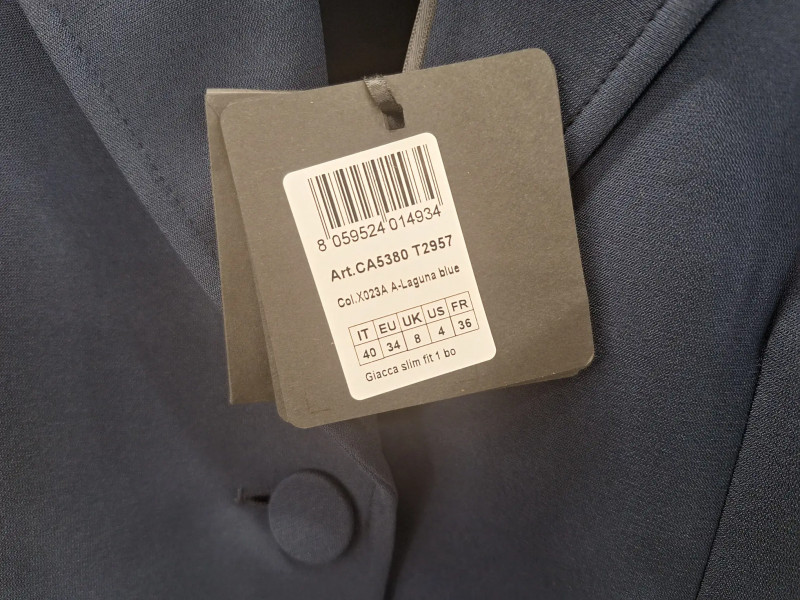 8 059524 014934
Art.CA5380 T2957
Col.X023A A-Laguna blue
IT EU UK US FR
40 34 8 4 36
Giacca slim fit 1 bo